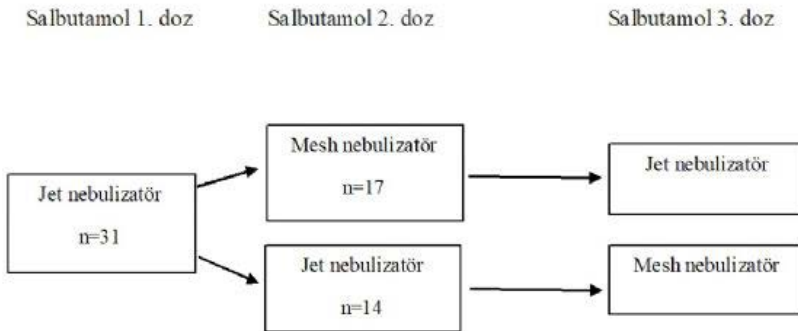 Salbutamol 1. doz
Salbutamol 2. doz
Salbutamol 3. doz
Jet nebulizatör
n=31
Mesh nebulizatör
n=17
Jet nebulizatör
n=14
Jet nebulizatör
Mesh nebulizatör